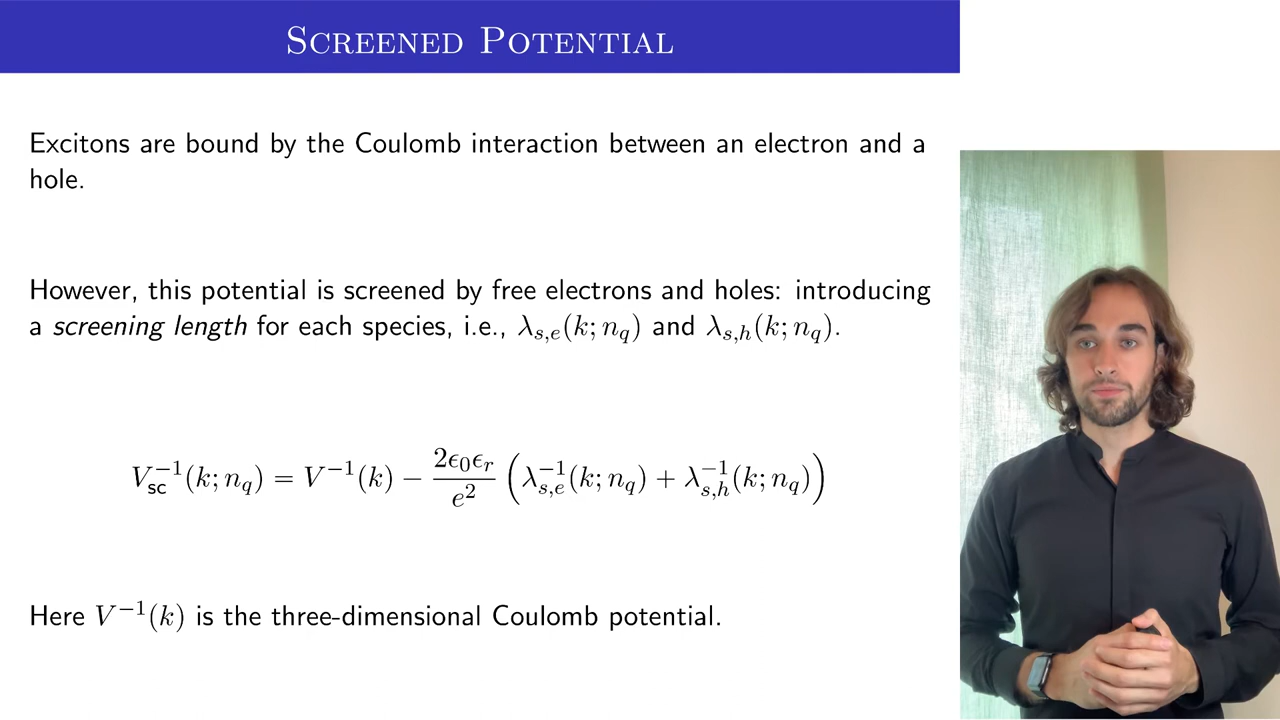 SCREENED POTENTIAL
Excitons are bound by the Coulomb interaction between an electron and a
hole.
However, this potential is screened by free electrons and holes: introducing
a screening length for each species, i.e., λ_{s,e}(k; n_q) and λ_{s,h}(k; n_q).
V_{sc}^{−1}(k; n_q) = V^{−1}(k) − \frac{2ϵ_0ϵ_r}{e^2} (λ_{s,e}^{−1}(k; n_q) + λ_{s,h}^{−1}(k; n_q))
Here V^{−1}(k) is the three-dimensional Coulomb potential.